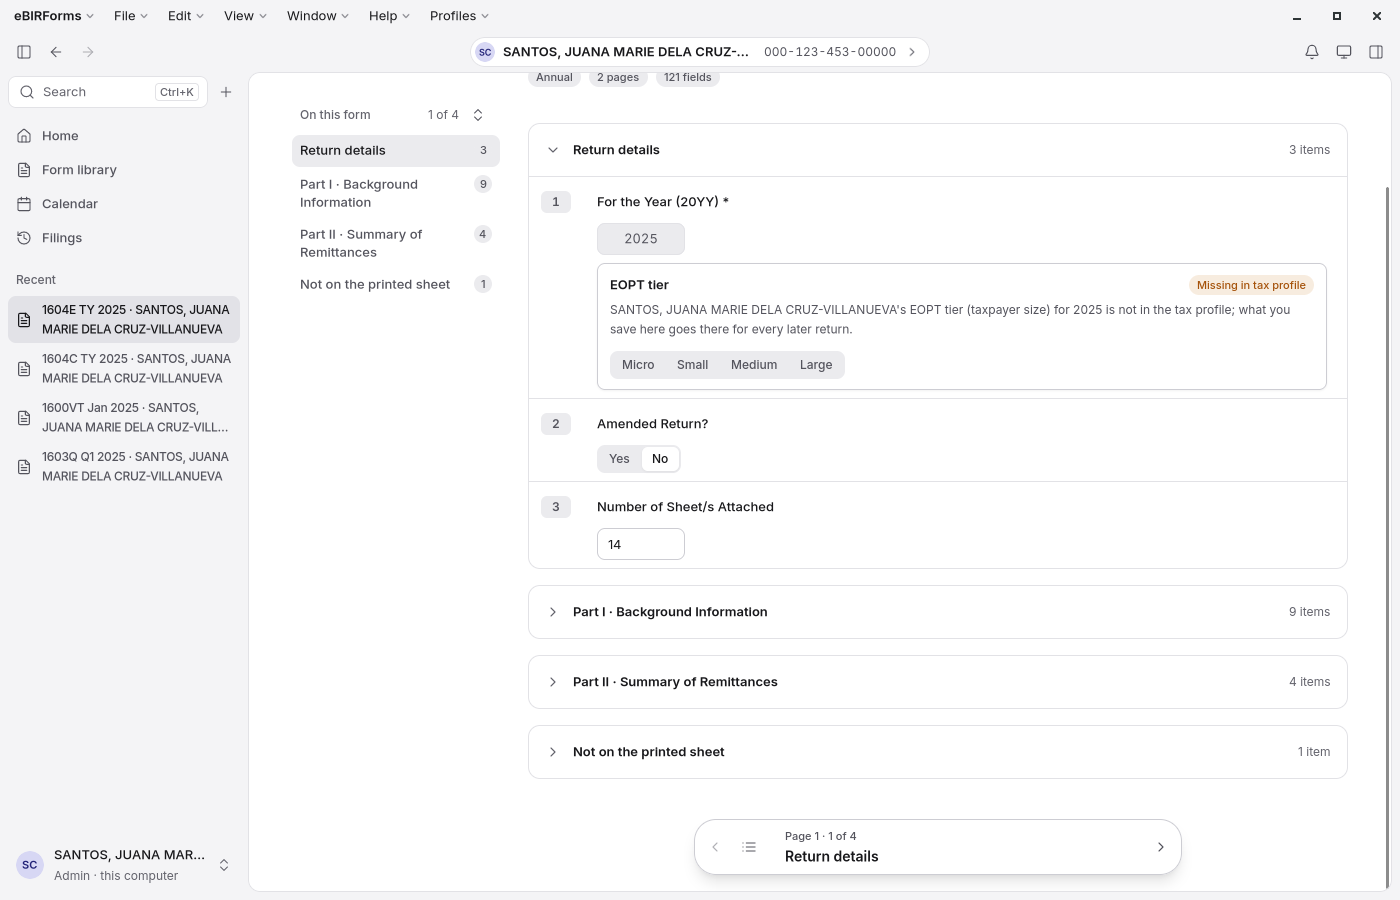 eBIRForms File Edit View Window Help Profiles
SC SANTOS, JUANA MARIE DELA CRUZ-... 000-123-453-00000
Search Ctrl+K
Home
Form library
Calendar
Filings
Recent
1604E TY 2025 · SANTOS, JUANA
MARIE DELA CRUZ-VILLANUEVA
1604C TY 2025 · SANTOS, JUANA
MARIE DELA CRUZ-VILLANUEVA
1600VT Jan 2025 · SANTOS,
JUANA MARIE DELA CRUZ-VILL...
1603Q Q1 2025 · SANTOS, JUANA
MARIE DELA CRUZ-VILLANUEVA
SC SANTOS, JUANA MAR...
Admin · this computer
On this form 1 of 4
Return details 3
Part I · Background 9
Information
Part II · Summary of 4
Remittances
Not on the printed sheet 1
Annual 2 pages 121 fields
Return details 3 items
1 For the Year (20YY) *
2025
EOPT tier Missing in tax profile
SANTOS, JUANA MARIE DELA CRUZ-VILLANUEVA's EOPT tier (taxpayer size) for 2025 is not in the tax profile; what you
save here goes there for every later return.
Micro Small Medium Large
2 Amended Return?
Yes No
3 Number of Sheet/s Attached
14
Part I · Background Information 9 items
Part II · Summary of Remittances 4 items
Not on the printed sheet 1 item
Page 1 · 1 of 4
Return details